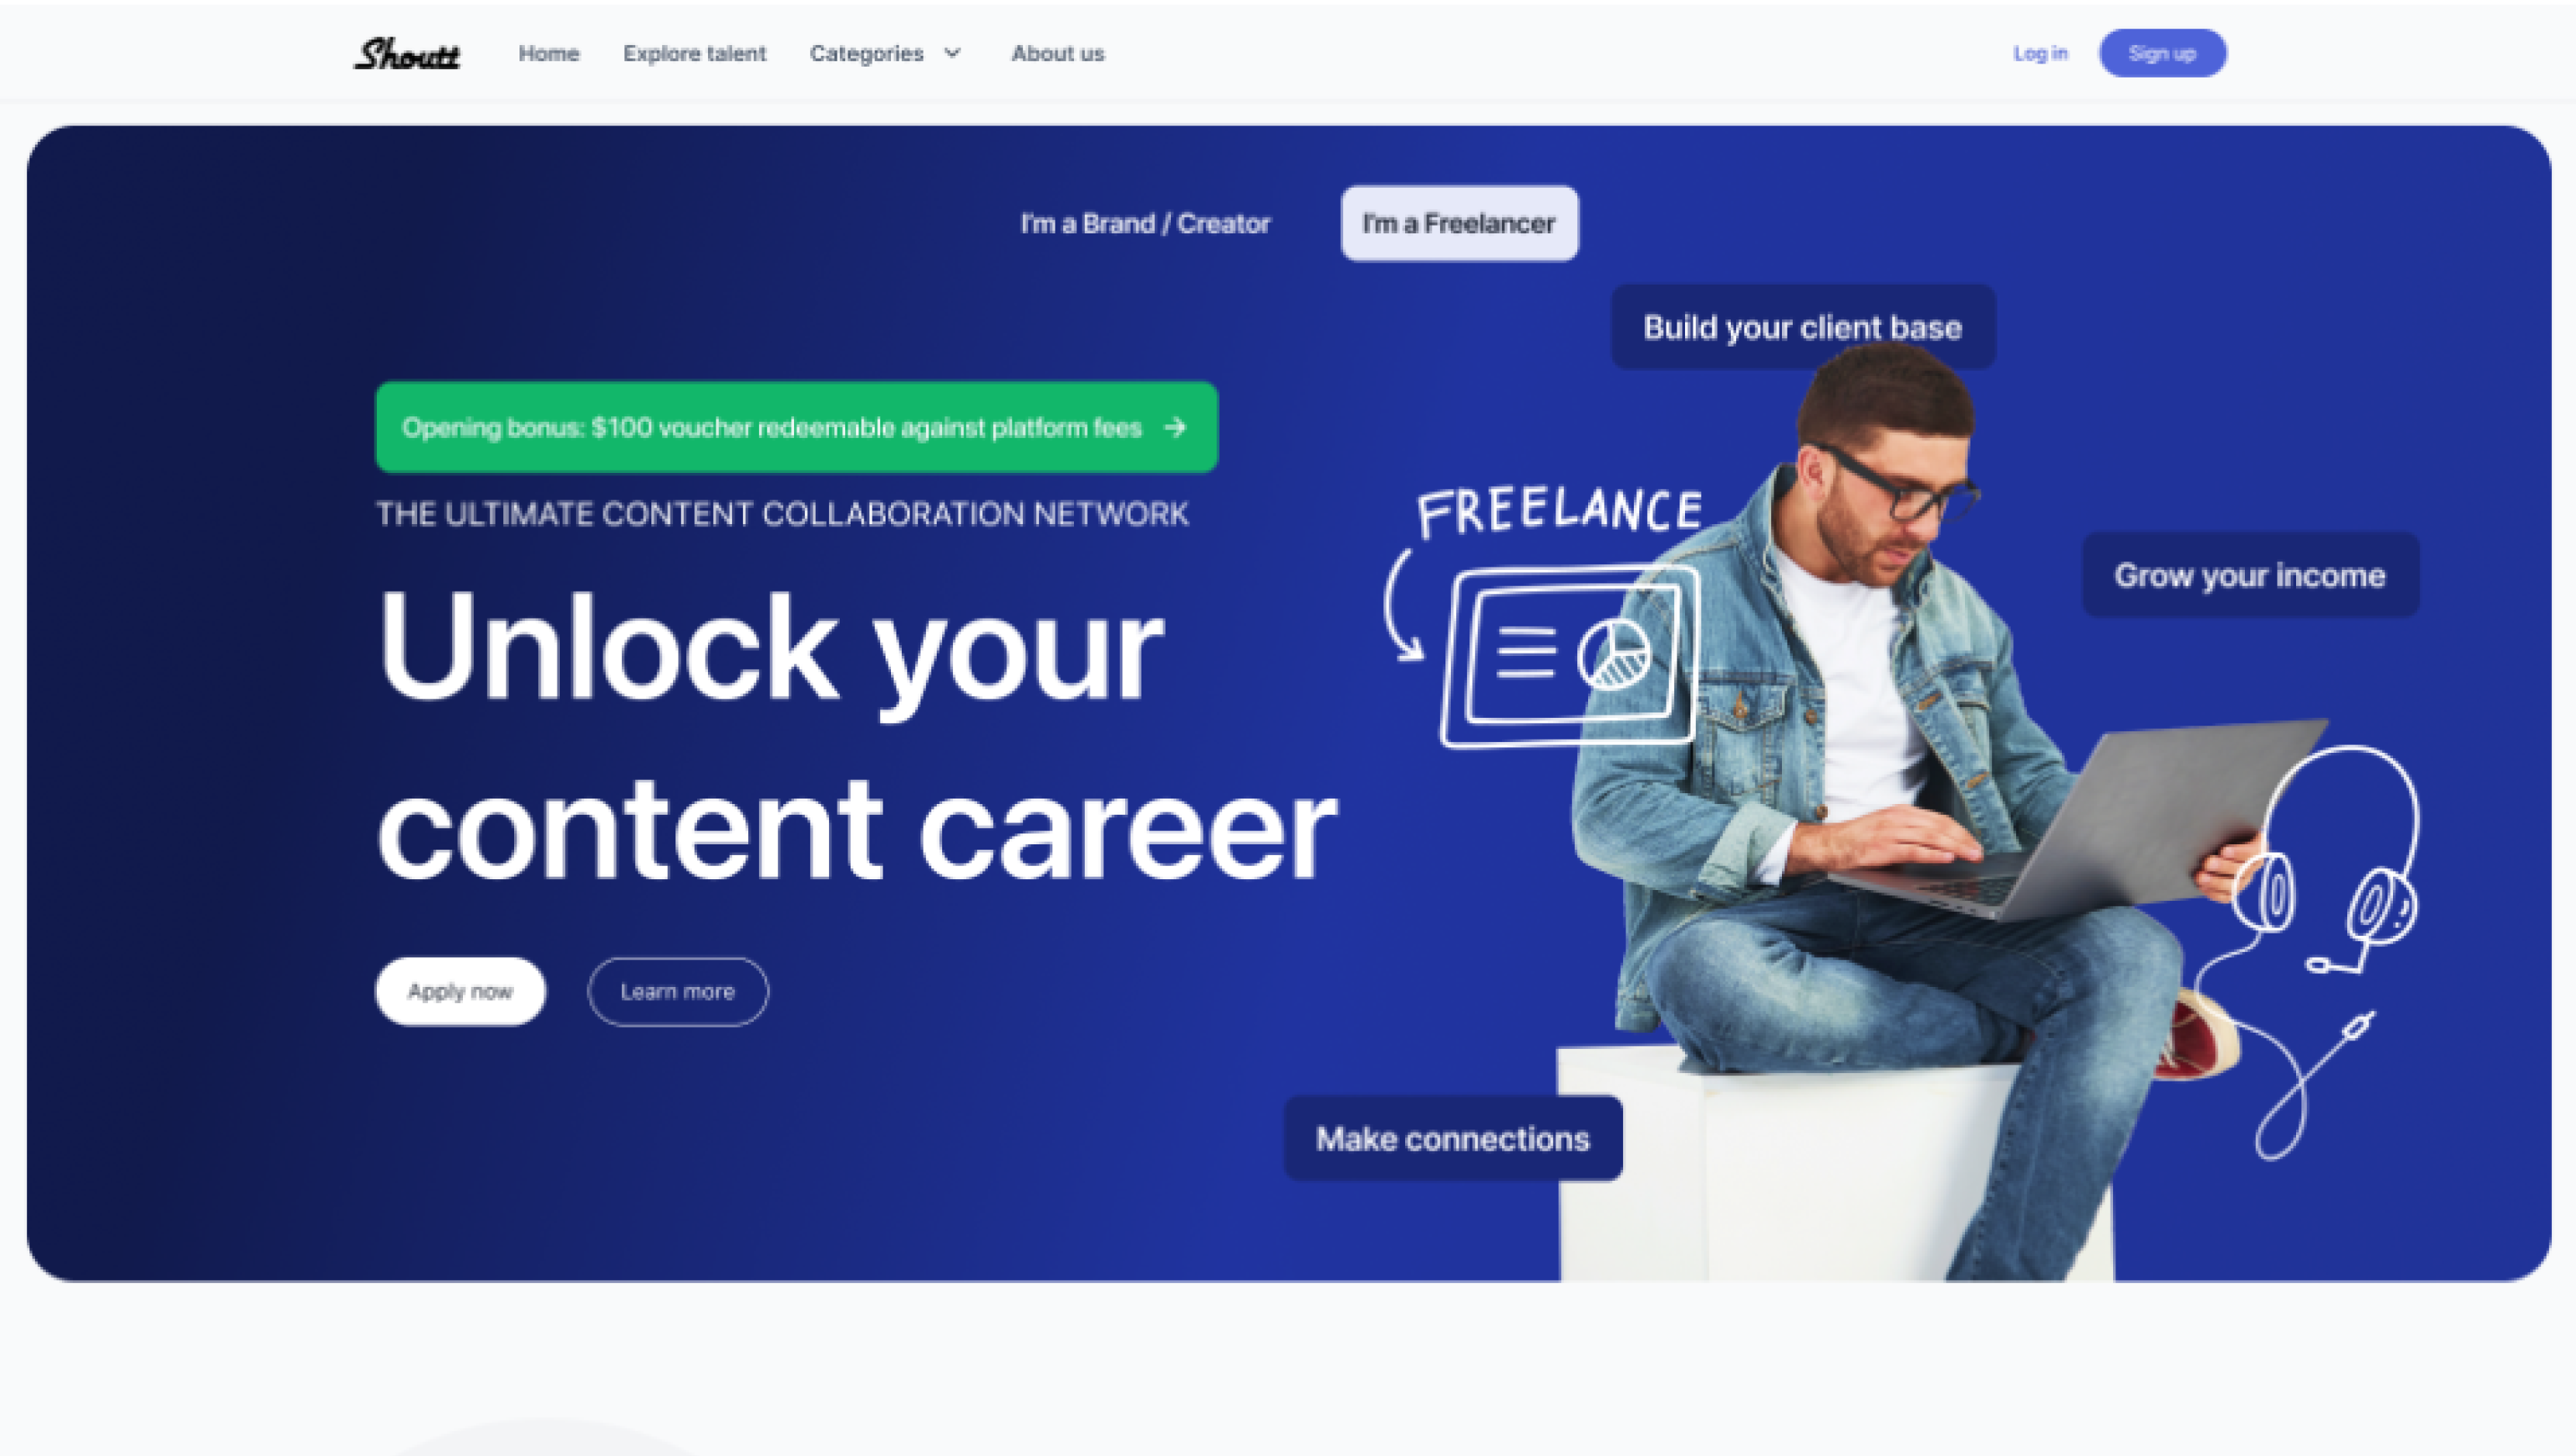 Shoutt
Home
Explore talent
Categories
About us
Log in
Sign up
I'm a Brand / Creator
I'm a Freelancer
Build your client base
Opening bonus: $100 voucher redeemable against platform fees →
THE ULTIMATE CONTENT COLLABORATION NETWORK
FREELANCE
Grow your income
Unlock your
content career
Apply now
Learn more
Make connections